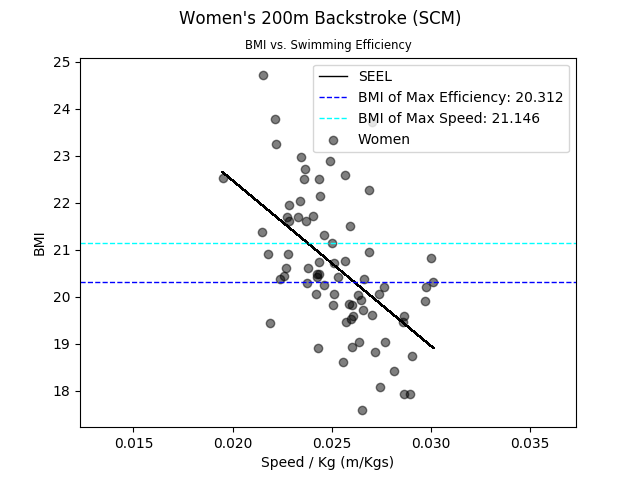 Women's 200m Backstroke (SCM)
BMI vs. Swimming Efficiency
SEEL
BMI of Max Efficiency: 20.312
BMI of Max Speed: 21.146
Women
25
24
23
22
21
20
19
18
BMI
0.015 0.020 0.025 0.030 0.035
Speed / Kg (m/Kgs)